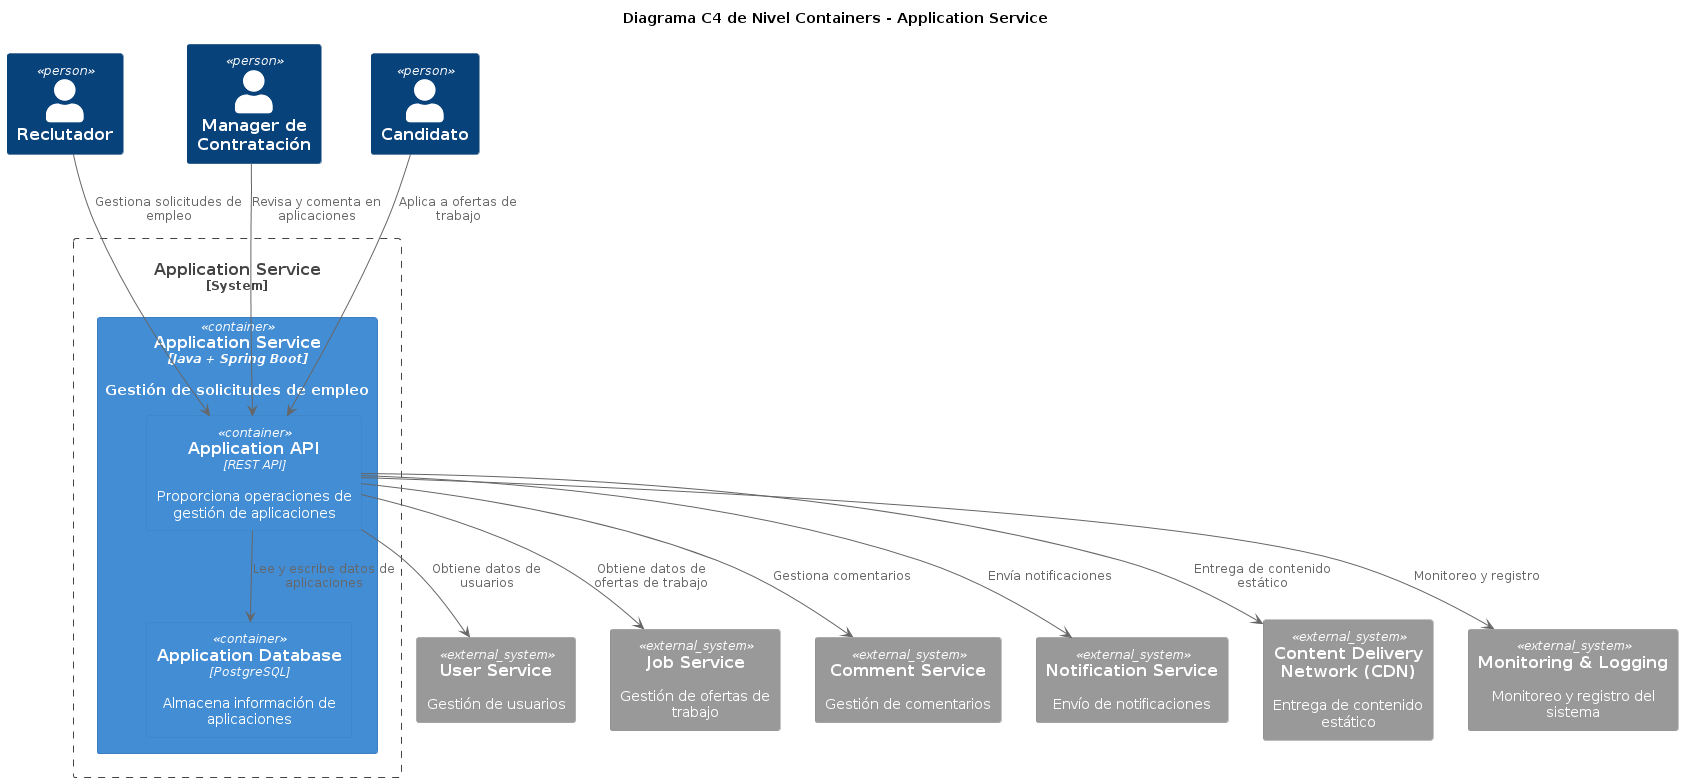 Diagrama C4 de Nivel Containers - Application Service
«person»
Reclutador
«person»
Manager de
Contratación
«person»
Candidato
Gestiona solicitudes de
empleo
Revisa y comenta en
aplicaciones
Aplica a ofertas de
trabajo
Application Service
[System]
«container»
Application Service
[Java + Spring Boot]
Gestión de solicitudes de empleo
«container»
Application API
[REST API]
Proporciona operaciones de
gestión de aplicaciones
Lee y escribe datos de
aplicaciones
Obtiene datos de
usuarios
Obtiene datos de
ofertas de trabajo
Gestiona comentarios
Envía notificaciones
Entrega de contenido
estático
Monitoreo y registro
«container»
Application Database
[PostgreSQL]
Almacena información de
aplicaciones
«external_system»
User Service
Gestión de usuarios
«external_system»
Job Service
Gestión de ofertas de
trabajo
«external_system»
Comment Service
Gestión de comentarios
«external_system»
Notification Service
Envío de notificaciones
«external_system»
Content Delivery
Network (CDN)
Entrega de contenido
estático
«external_system»
Monitoring & Logging
Monitoreo y registro del
sistema